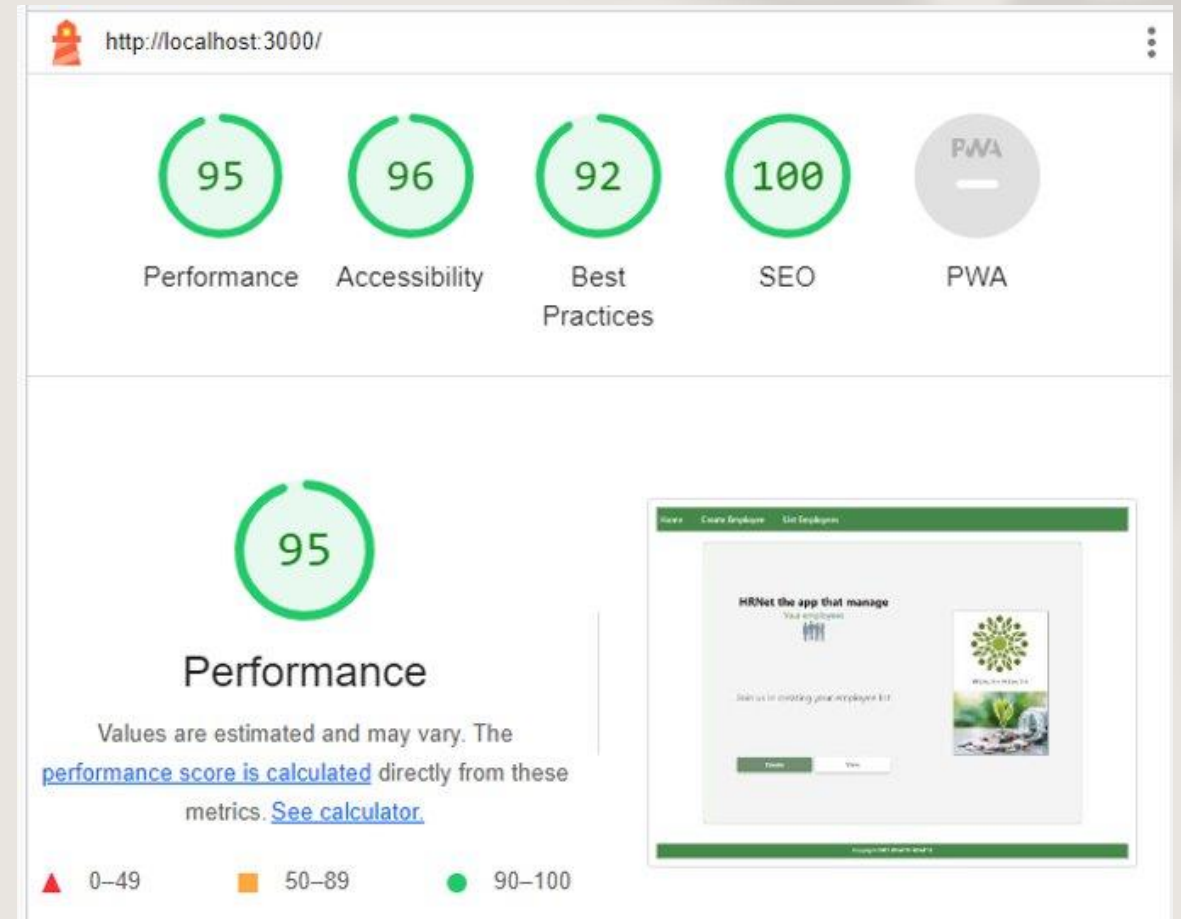 http://localhost:3000/
95
96
92
100
PWA
Performance
Accessibility
Best
Practices
SEO
PWA
95
Performance
Values are estimated and may vary. The
performance score is calculated directly from these
metrics. See calculator.
0–49
50–89
90–100
Home Create Employee List Employees
HRNet the app that manage
Your employees
Join us in creating your employee list
Create
View
WEALTH HEALTH